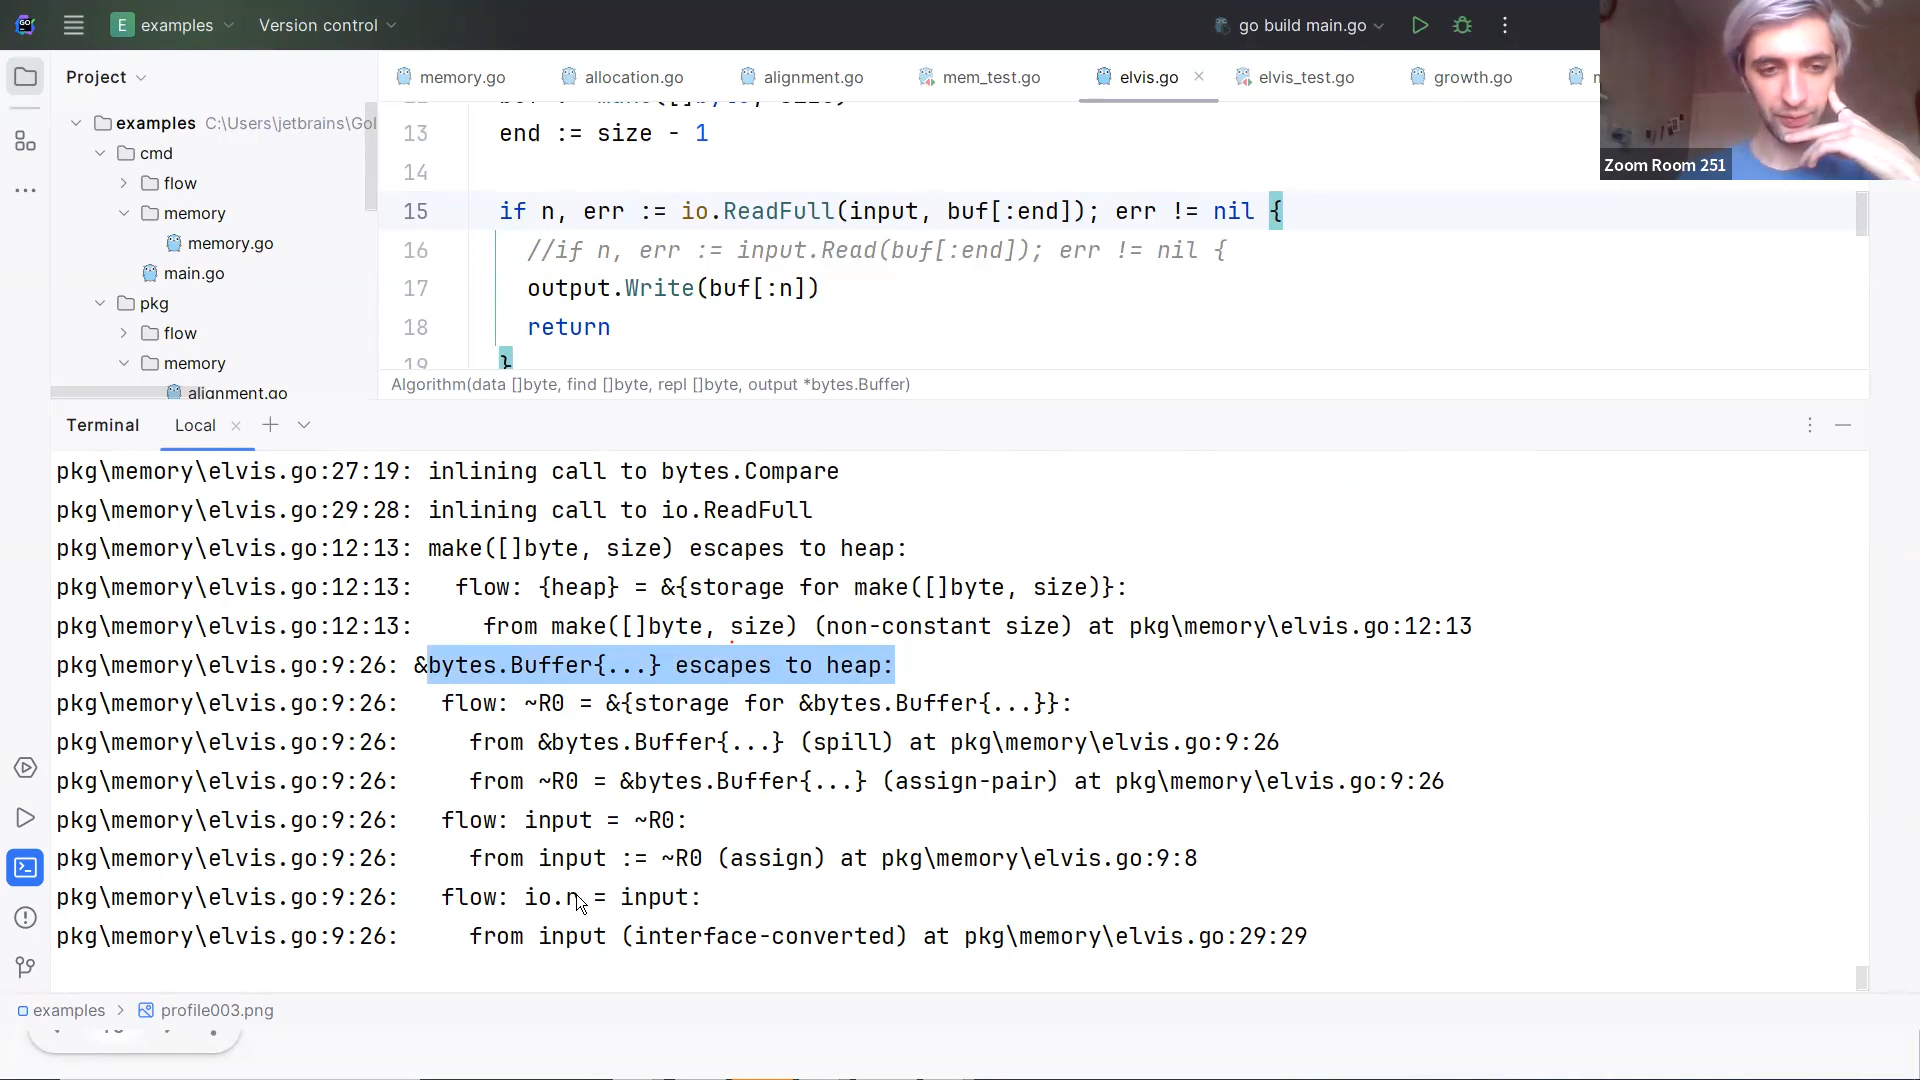 GO
E examples
Version control
go build main.go
Project
memory.go
allocation.go
alignment.go
mem_test.go
elvis.go
elvis_test.go
growth.go
Zoom Room 251
examples C:\Users\jetbrains\Gol
cmd
flow
memory
memory.go
main.go
pkg
flow
memory
alignment.go
13 end := size - 1
14
15 if n, err := io.ReadFull(input, buf[:end]); err != nil {
16 //if n, err := input.Read(buf[:end]); err != nil {
17 output.Write(buf[:n])
18 return
19 }
Algorithm(data []byte, find []byte, repl []byte, output *bytes.Buffer)
Terminal
Local
pkg\memory\elvis.go:27:19: inlining call to bytes.Compare
pkg\memory\elvis.go:29:28: inlining call to io.ReadFull
pkg\memory\elvis.go:12:13: make([]byte, size) escapes to heap:
pkg\memory\elvis.go:12:13: flow: {heap} = &{storage for make([]byte, size)}:
pkg\memory\elvis.go:12:13: from make([]byte, size) (non-constant size) at pkg\memory\elvis.go:12:13
pkg\memory\elvis.go:9:26: &bytes.Buffer{...} escapes to heap:
pkg\memory\elvis.go:9:26: flow: ~R0 = &{storage for &bytes.Buffer{...}}:
pkg\memory\elvis.go:9:26: from &bytes.Buffer{...} (spill) at pkg\memory\elvis.go:9:26
pkg\memory\elvis.go:9:26: from ~R0 = &bytes.Buffer{...} (assign-pair) at pkg\memory\elvis.go:9:26
pkg\memory\elvis.go:9:26: flow: input = ~R0:
pkg\memory\elvis.go:9:26: from input := ~R0 (assign) at pkg\memory\elvis.go:9:8
pkg\memory\elvis.go:9:26: flow: io.r = input:
pkg\memory\elvis.go:9:26: from input (interface-converted) at pkg\memory\elvis.go:29:29
examples
profile003.png